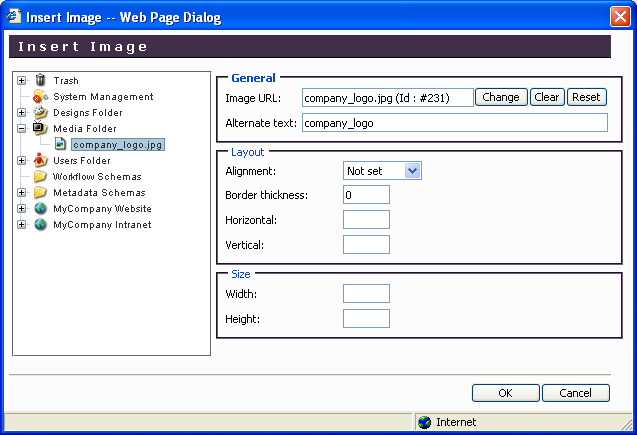 Insert Image -- Web Page Dialog
Insert Image
Trash
System Management
Designs Folder
Media Folder
company_logo.jpg
Users Folder
Workflow Schemas
Metadata Schemas
MyCompany Website
MyCompany Intranet
General
Image URL: company_logo.jpg (Id : #231) Change Clear Reset
Alternate text: company_logo
Layout
Alignment: Not set
Border thickness: 0
Horizontal:
Vertical:
Size
Width:
Height:
OK Cancel
Internet